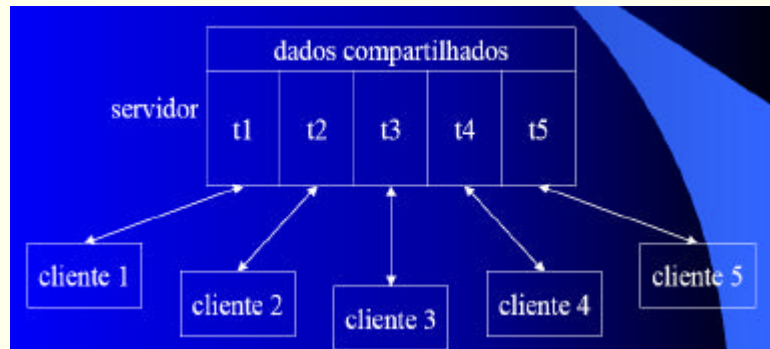 dados compartilhados
servidor
t1 t2 t3 t4 t5
cliente 1
cliente 2
cliente 3
cliente 4
cliente 5